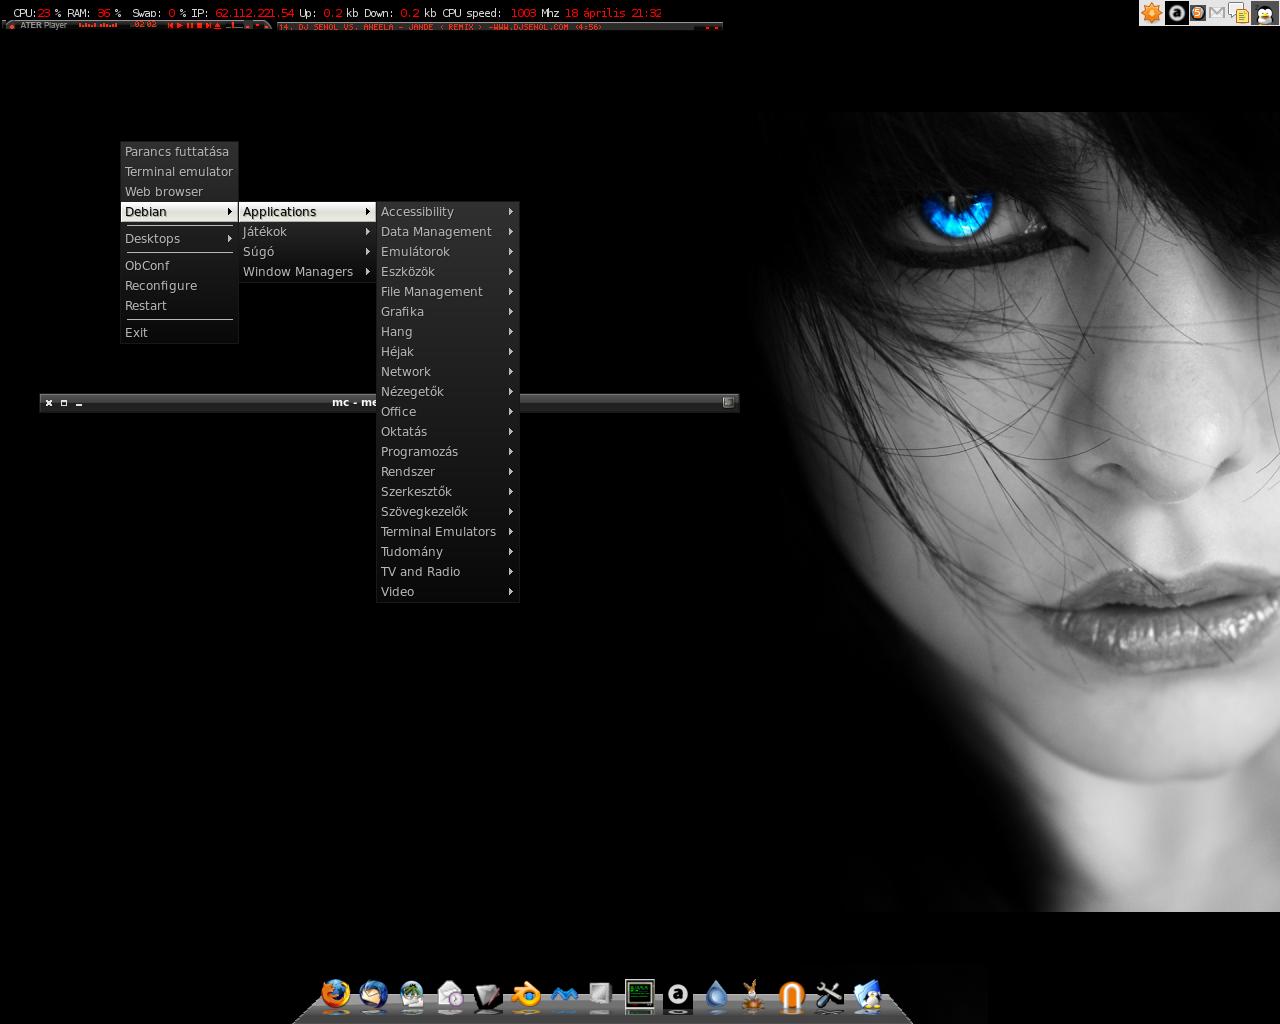 CPU:23 % RAM: 36 % Swap: 0 % IP: 62.112.221.54 Up: 0.2 kb Down: 0.2 kb CPU speed: 1003 Mhz 18 április 21:32
ATER Player 02:02
14. DJ SENOL VS. ANEELA - JANDE ( REMIX ) -WWW.DJSENOL.COM (4:56)
Parancs futtatása
Terminal emulator
Web browser
Debian
Desktops
ObConf
Reconfigure
Restart
Exit
Applications
Játékok
Súgó
Window Managers
Accessibility
Data Management
Emulátorok
Eszközök
File Management
Grafika
Hang
Héjak
Network
Nézegetők
Office
Oktatás
Programozás
Rendszer
Szerkesztők
Szövegkezelők
Terminal Emulators
Tudomány
TV and Radio
Video
mc - me